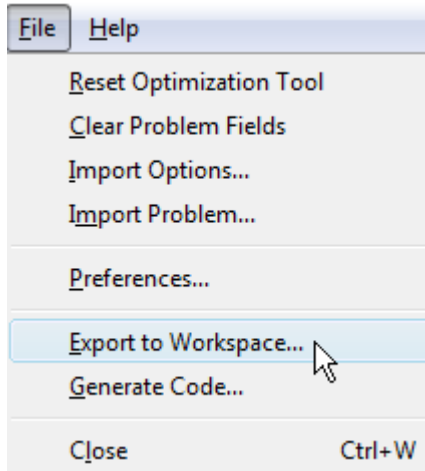 File Help
Reset Optimization Tool
Clear Problem Fields
Import Options...
Import Problem...
Preferences...
Export to Workspace...
Generate Code...
Close Ctrl+W